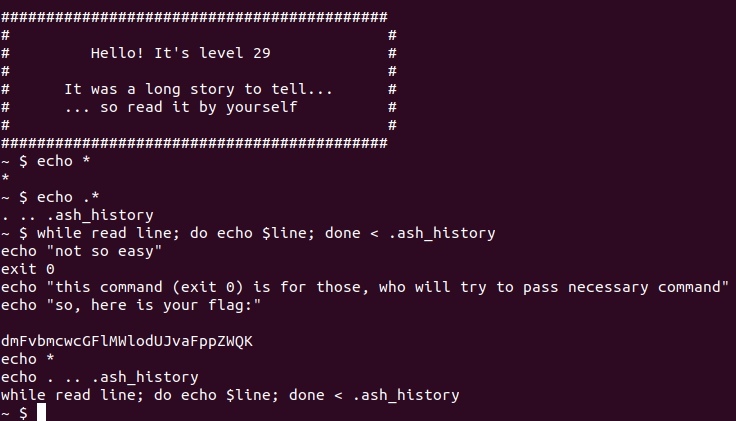 ###########################################
#                                          #
#         Hello! It's level 29             #
#                                          #
#      It was a long story to tell...      #
#      ... so read it by yourself          #
#                                          #
###########################################
~ $ echo *
*
~ $ echo .*
. .. .ash_history
~ $ while read line; do echo $line; done < .ash_history
echo "not so easy"
exit 0
echo "this command (exit 0) is for those, who will try to pass necessary command"
echo "so, here is your flag:"

dmFvbmcwcGFlMWlodUJvaFppZWQK
echo *
echo . .. .ash_history
while read line; do echo $line; done < .ash_history
~ $